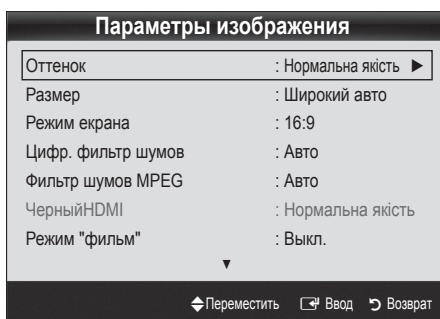 Параметры изображения
Оттенок : Нормальна якість ►
Размер : Широкий авто
Режим екрана : 16:9
Цифр. фильтр шумов : Авто
Фильтр шумов MPEG : Авто
ЧерныйHDMI : Нормальна якість
Режим "фильм" : Выкл.
▼
Переместить Ввод Возврат